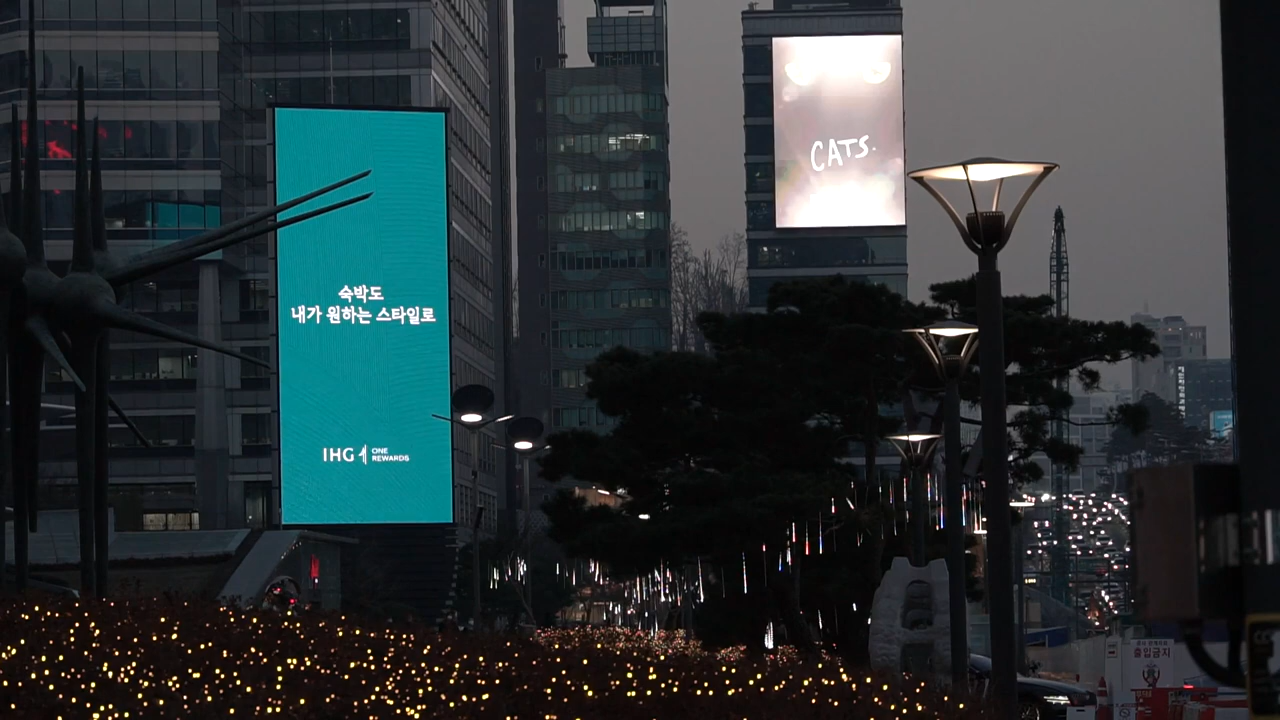 숙박도
내가 원하는 스타일로
IHG ONE
REWARDS
CATS.
출입금지